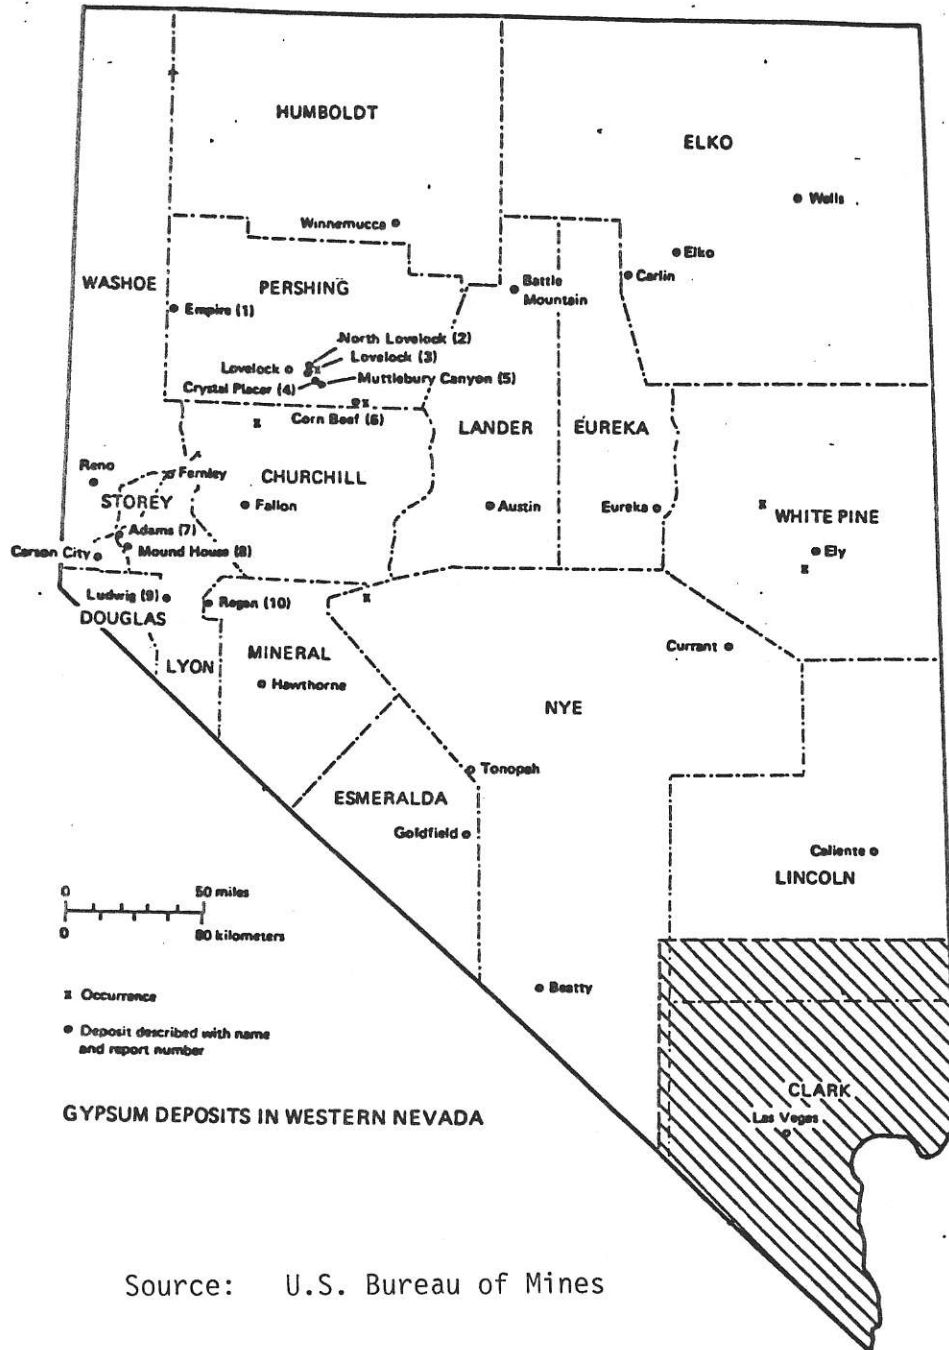 HUMBOLDT
ELKO
Wells
Winnemucca
Elko
WASHOE
PERSHING
Battle
Mountain
Carlin
Empire (1)
North Lovelock (2)
Lovelock
Lovelock (3)
Crystal Placer (4)
Muttlebury Canyon (5)
Corn Beef (6)
LANDER
EUREKA
Reno
Fernley
CHURCHILL
STOREY
Fallon
Austin
Eureka
WHITE PINE
Adams (7)
Carson City
Mound House (8)
Ely
Ludwig (9)
Regan (10)
DOUGLAS
LYON
MINERAL
Currant
Hawthorne
NYE
Tonopah
ESMERALDA
Goldfield
Caliente
LINCOLN
0 50 miles
0 80 kilometers
Beatty
Occurrence
Deposit described with name
and report number
CLARK
Las Vegas
GYPSUM DEPOSITS IN WESTERN NEVADA
Source: U.S. Bureau of Mines